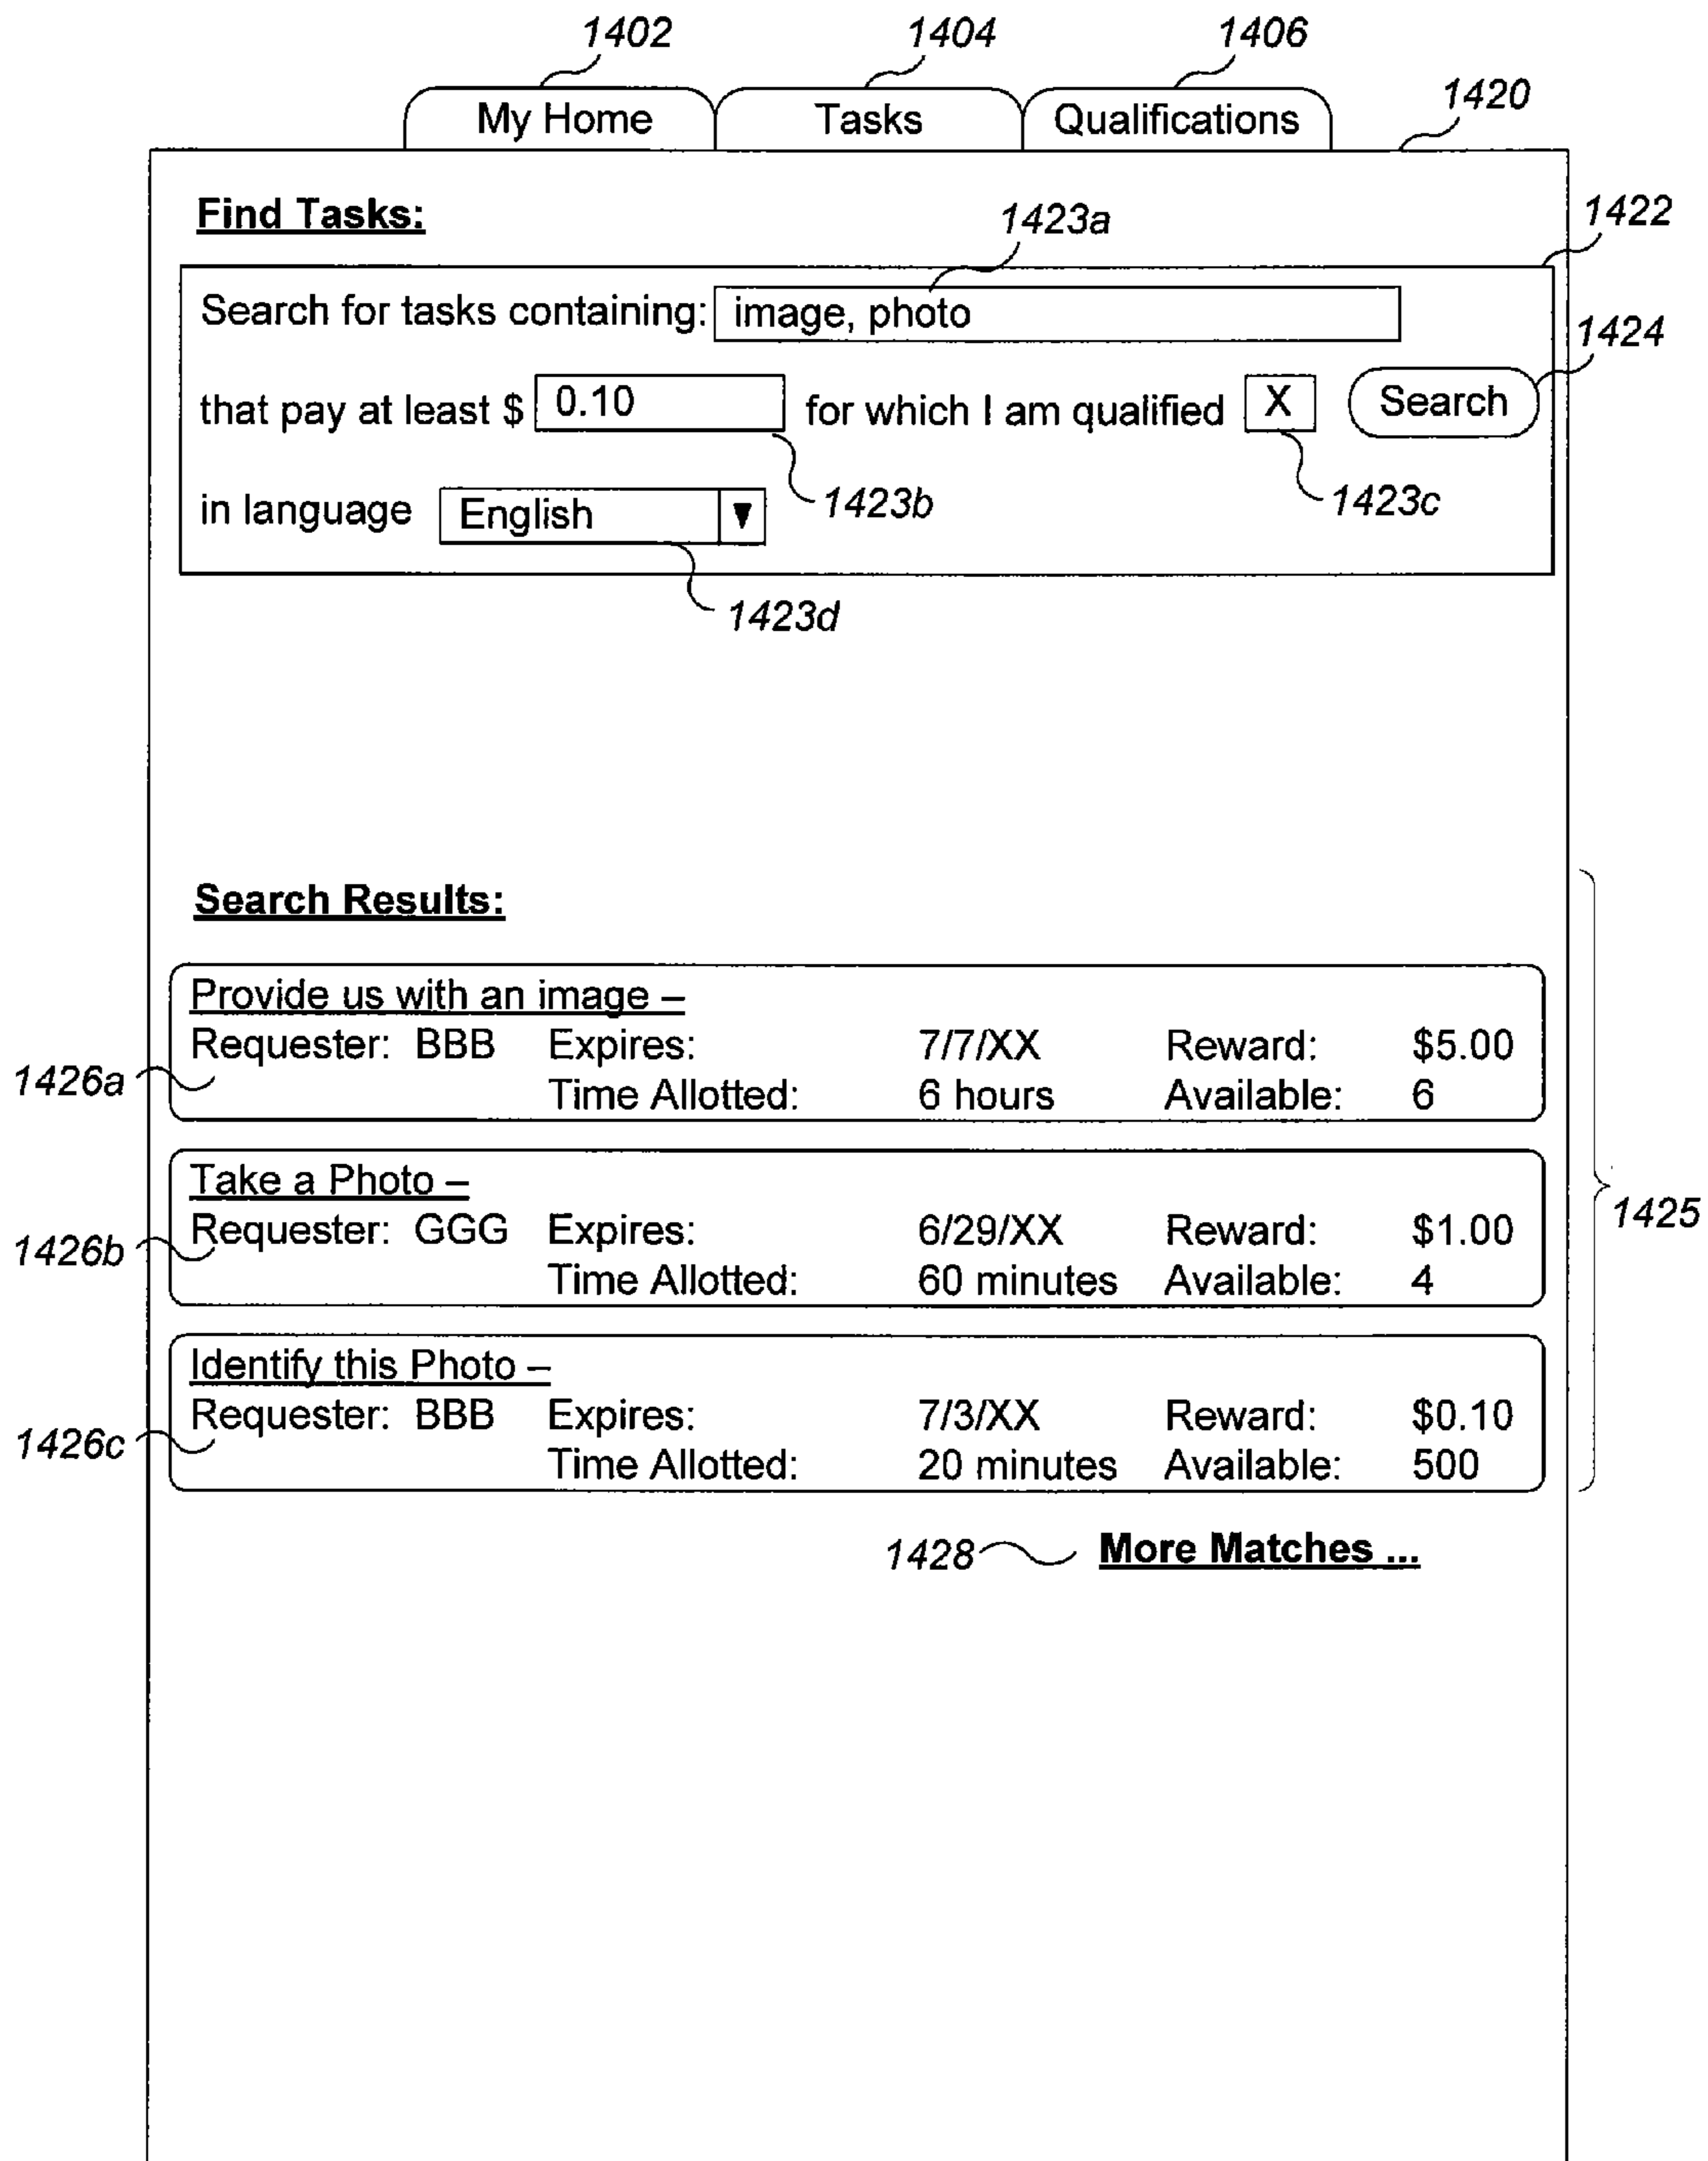 1402 1404 1406
My Home Tasks Qualifications 1420
Find Tasks: 1423a 1422
Search for tasks containing: image, photo
1424
that pay at least $ 0.10 for which I am qualified X Search
in language English ▼ 1423b 1423c
1423d
Search Results:
Provide us with an image –
Requester: BBB Expires: 7/7/XX Reward: $5.00
1426a Time Allotted: 6 hours Available: 6
Take a Photo –
Requester: GGG Expires: 6/29/XX Reward: $1.00 1425
1426b Time Allotted: 60 minutes Available: 4
Identify this Photo –
Requester: BBB Expires: 7/3/XX Reward: $0.10
1426c Time Allotted: 20 minutes Available: 500
1428 More Matches ...